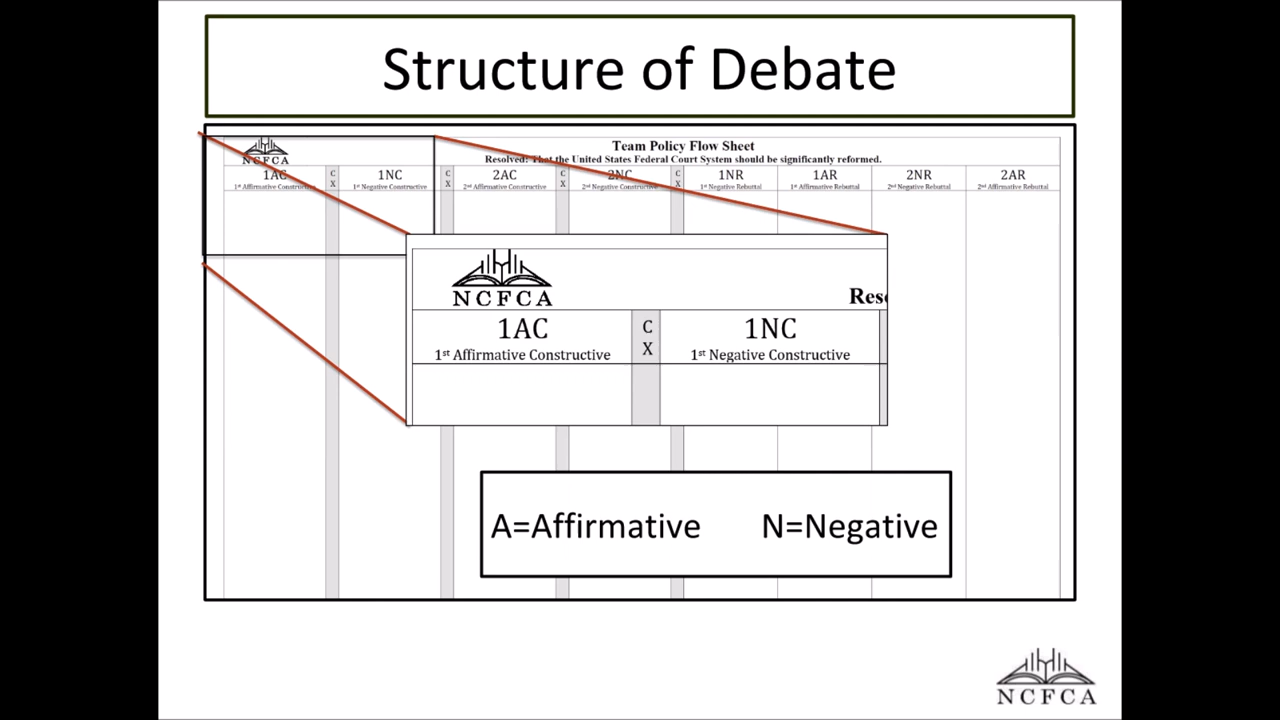 Structure of Debate
NCFCA
Team Policy Flow Sheet
Resolved: That the United States Federal Court System should be significantly reformed.
1AC
1st Affirmative Constructive
C
X
1NC
1st Negative Constructive
C
X
2AC
2nd Affirmative Constructive
C
X
2NC
2nd Negative Constructive
C
X
1NR
1st Negative Rebuttal
1AR
1st Affirmative Rebuttal
2NR
2nd Negative Rebuttal
2AR
2nd Affirmative Rebuttal
NCFCA
Reso
1AC
1st Affirmative Constructive
C
X
1NC
1st Negative Constructive
A=Affirmative N=Negative
NCFCA